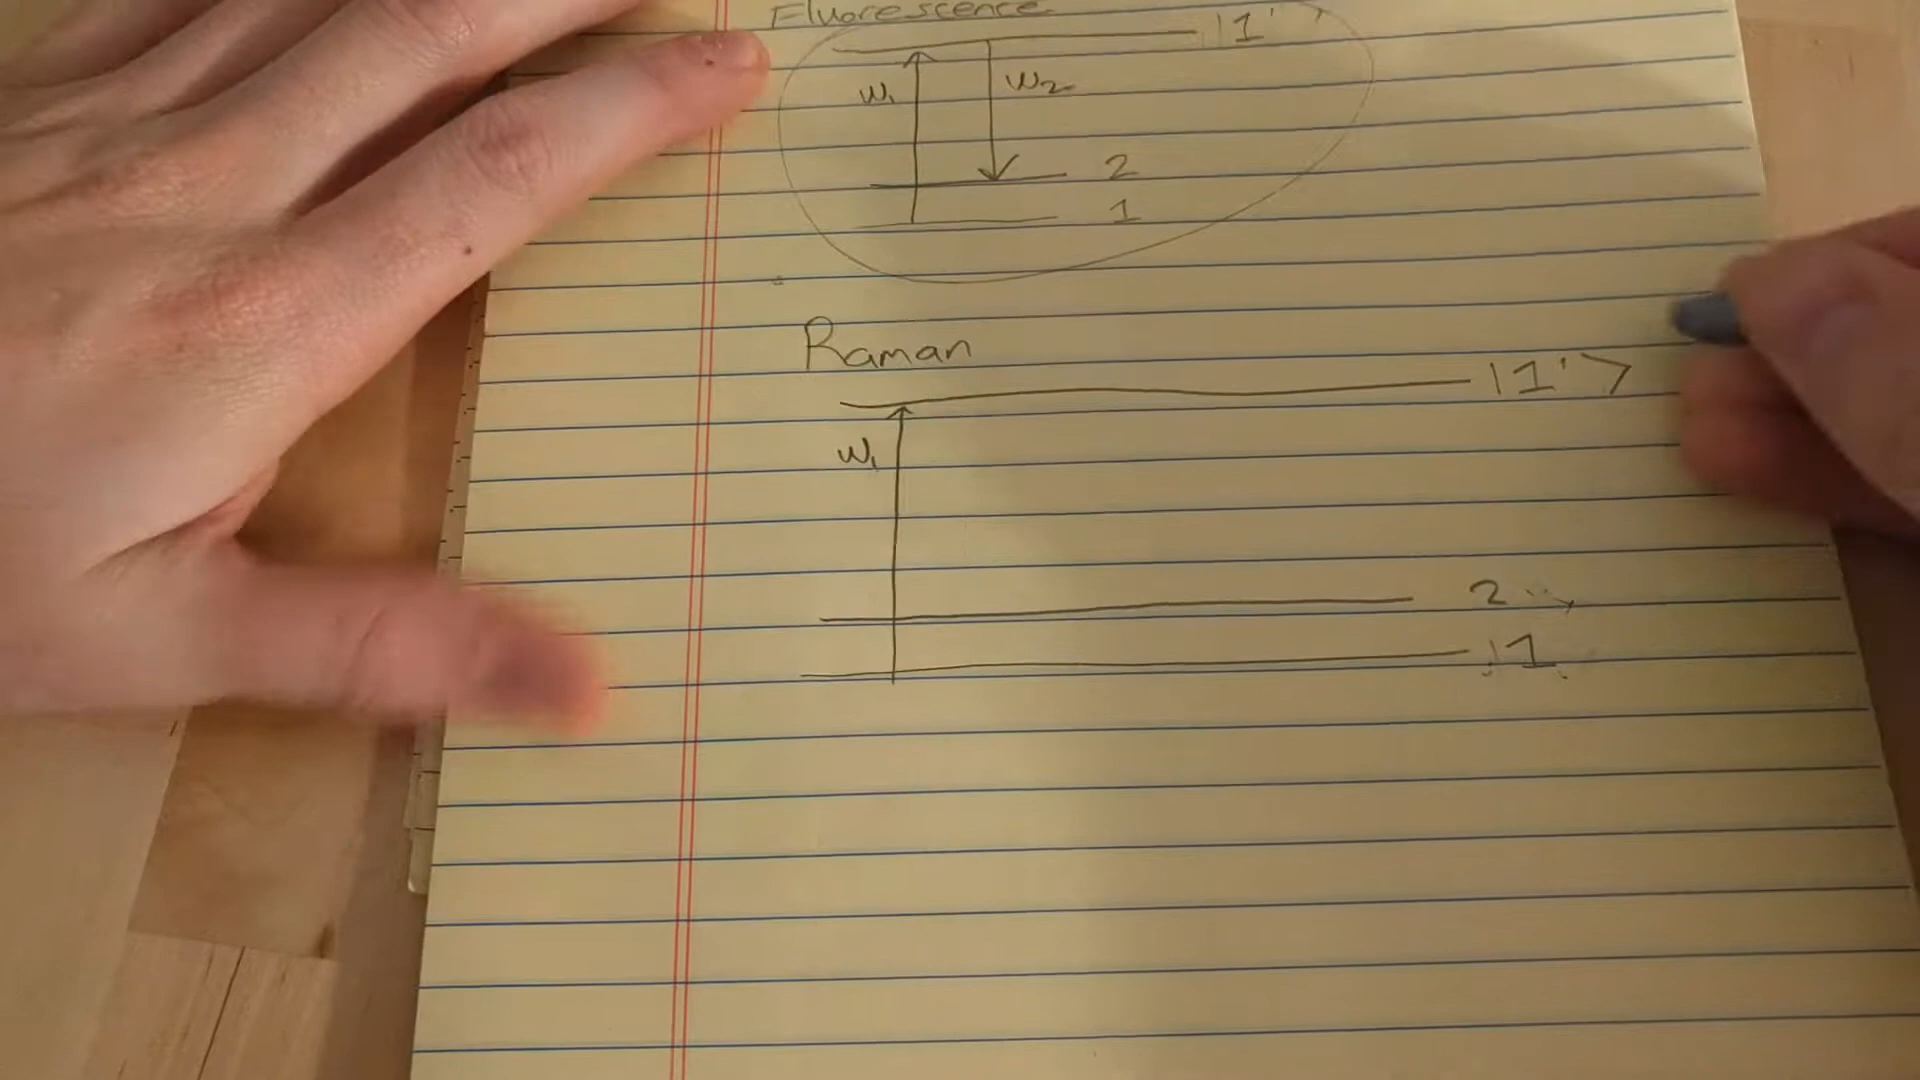 Fluorescence
|1'
w₁ w₂
2
1
Raman
|1'>
w₁
2
|1